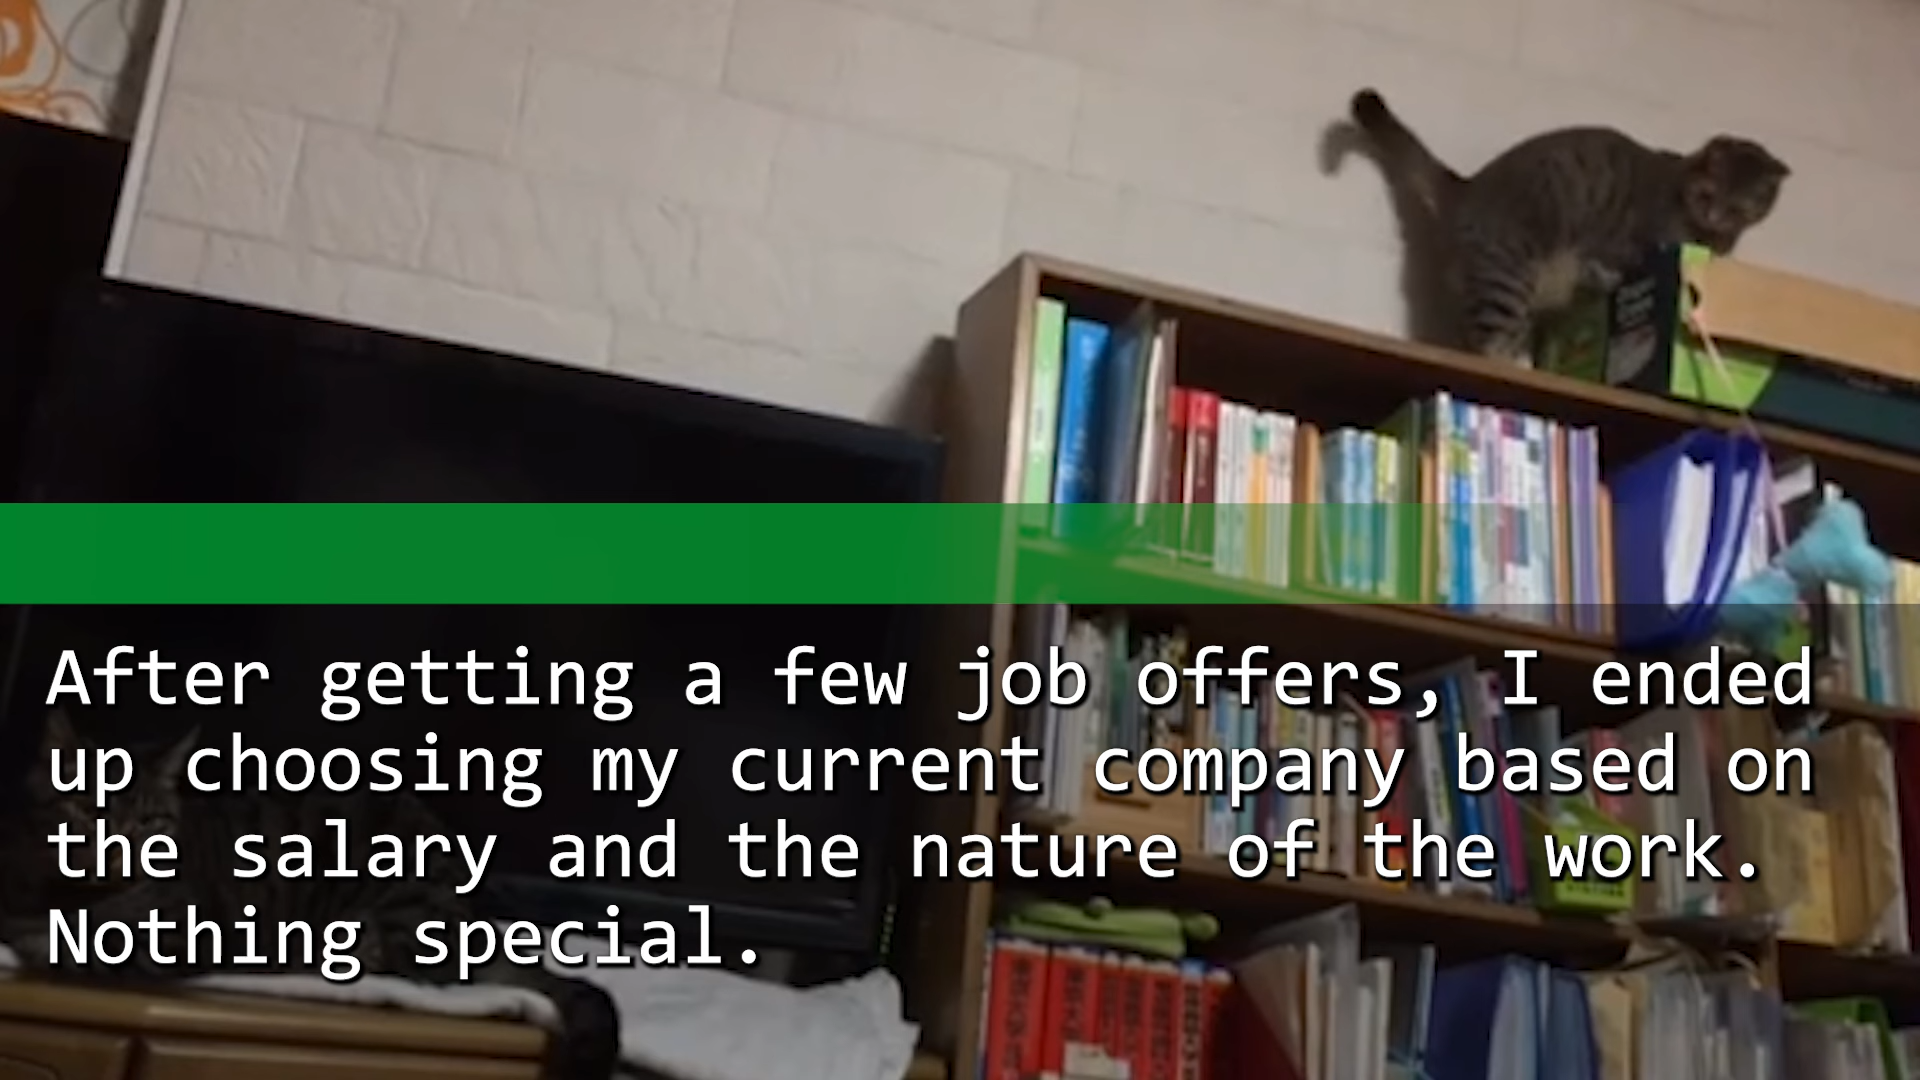 After getting a few job offers, I ended
up choosing my current company based on
the salary and the nature of the work.
Nothing special.